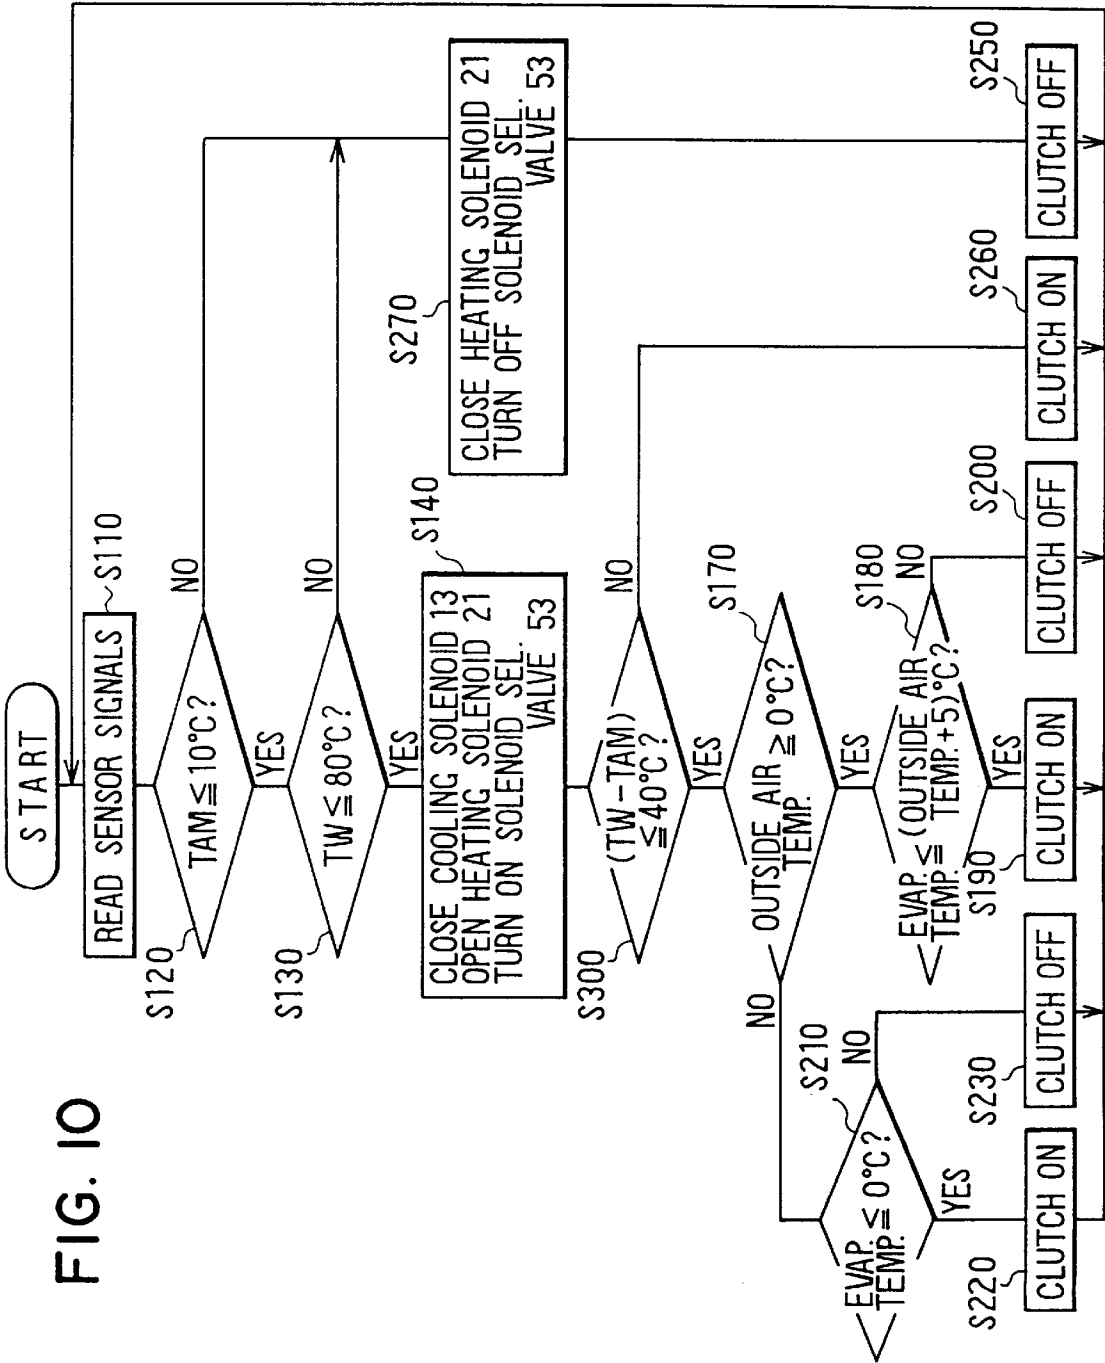 FIG. 10
START
READ SENSOR SIGNALS
S110
TAM≦10°C?
S120
NO
YES
TW≦80°C?
S130
NO
YES
CLOSE COOLING SOLENOID 13
OPEN HEATING SOLENOID 21
TURN ON SOLENOID SEL.
VALVE 53
S140
CLOSE HEATING SOLENOID 21
TURN OFF SOLENOID SEL.
VALVE 53
S270
(TW-TAM)
≦40°C?
S300
NO
YES
OUTSIDE AIR ≧ 0°C?
TEMP.
S170
NO
YES
EVAP. ≦ (OUTSIDE AIR
TEMP. TEMP.+5)°C?
S180
NO
YES
EVAP. ≦ 0°C?
TEMP.
S210
NO
YES
S220
CLUTCH ON
S230
CLUTCH OFF
S190
CLUTCH ON
S200
CLUTCH OFF
S260
CLUTCH ON
S250
CLUTCH OFF